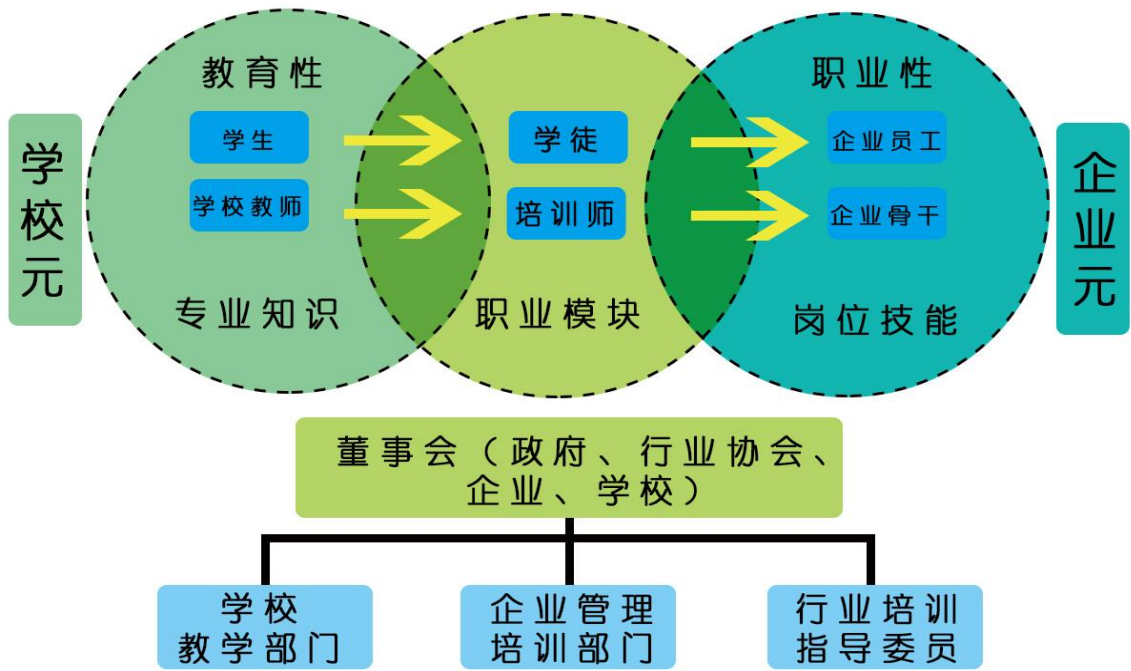 学校元
教育性
学生
学校教师
专业知识
学徒
培训师
职业模块
职业性
企业员工
企业骨干
岗位技能
企业元
董事会（政府、行业协会、
企业、学校）
学校
教学部门
企业管理
培训部门
行业培训
指导委员